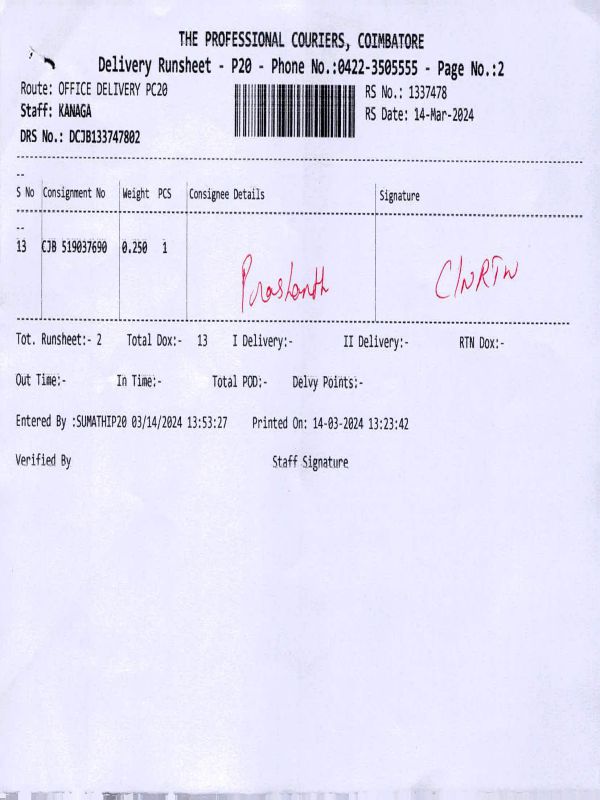 THE PROFESSIONAL COURIERS, COIMBATORE
Delivery Runsheet - P20 - Phone No.:0422-3505555 - Page No.:2
Route: OFFICE DELIVERY PC20
RS No.: 1337478
Staff: KANAGA
RS Date: 14-Mar-2024
DRS No.: DCJB133747802
--
S No Consignment No Weight PCS Consignee Details Signature
--
13 CJB 519037690 0.250 1 Prashanth C/NRTW
Tot. Runsheet:- 2 Total Dox:- 13 I Delivery:- II Delivery:- RTN Dox:-
Out Time:- In Time:- Total POD:- Delvy Points:-
Entered By :SUMATHIP20 03/14/2024 13:53:27 Printed On: 14-03-2024 13:23:42
Verified By Staff Signature